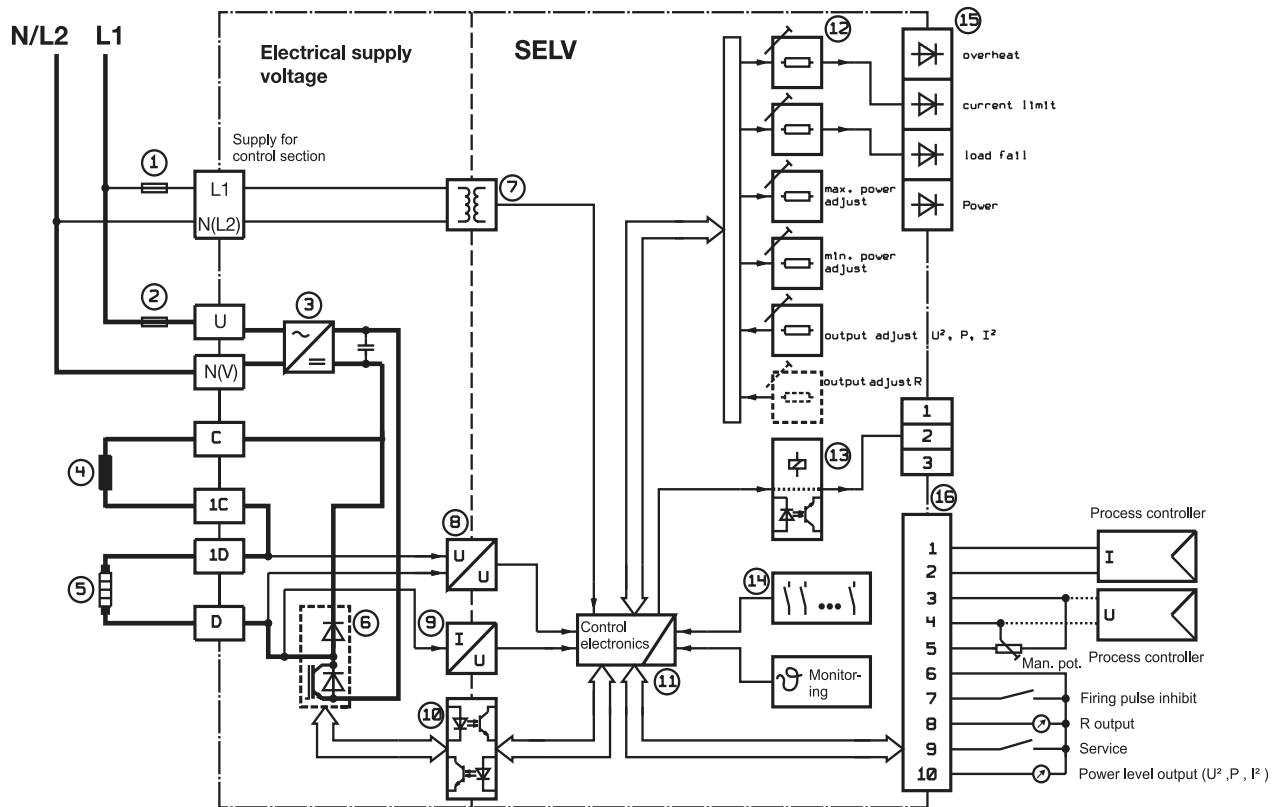 N/L2 L1
Electrical supply
voltage
SELV
Supply for
control section
1
L1
N(L2)
7
2
U
3
N(V)
C
4
1C
1D
5
D
6
8
U
U
9
I
U
10
Control
electronics
11
12
15
overheat
current limit
load fail
Power
max. power
adjust
min. power
adjust
output adjust U², P, I²
output adjust R
13
1
2
3
14
ϑ Monitor-
ing
16
1
2
3
4
5
6
7
8
9
10
Process controller
I
U
Process controller
Man. pot.
Firing pulse inhibit
R output
Service
Power level output (U² ,P , I² )